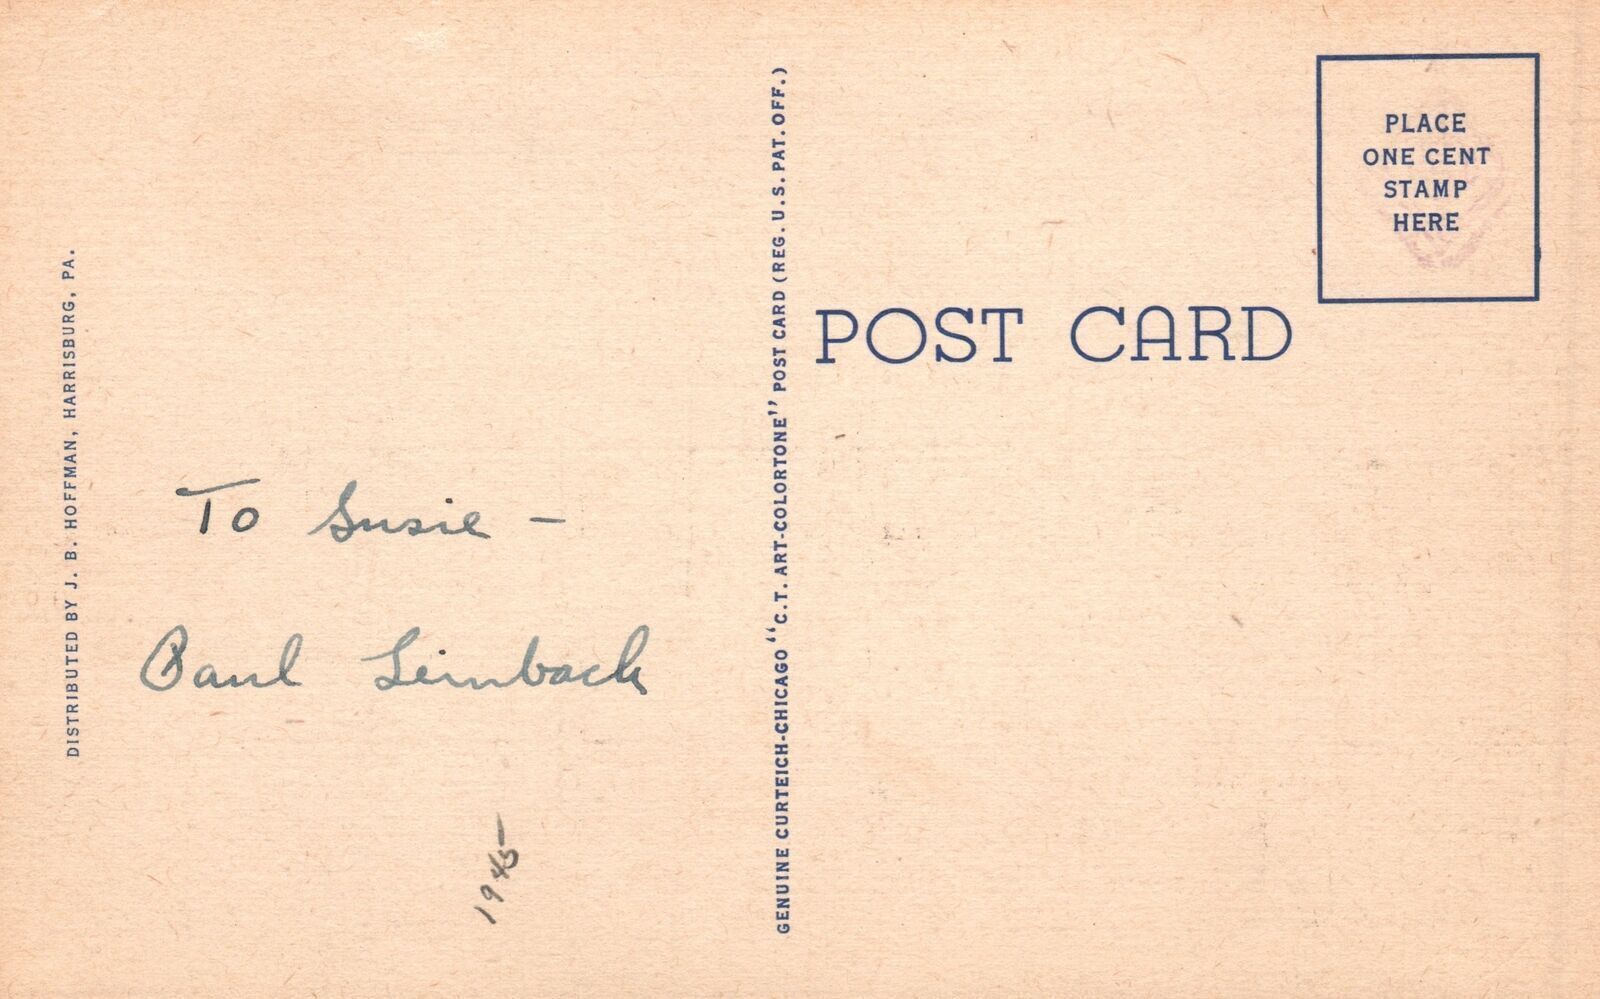 DISTRIBUTED BY J. B. HOFFMAN, HARRISBURG, PA.
To Susie –
Paul Leinbach
1945
GENUINE CURTEICH-CHICAGO "C.T. ART-COLORTONE" POST CARD (REG. U.S. PAT. OFF.)
PLACE
ONE CENT
STAMP
HERE
POST CARD